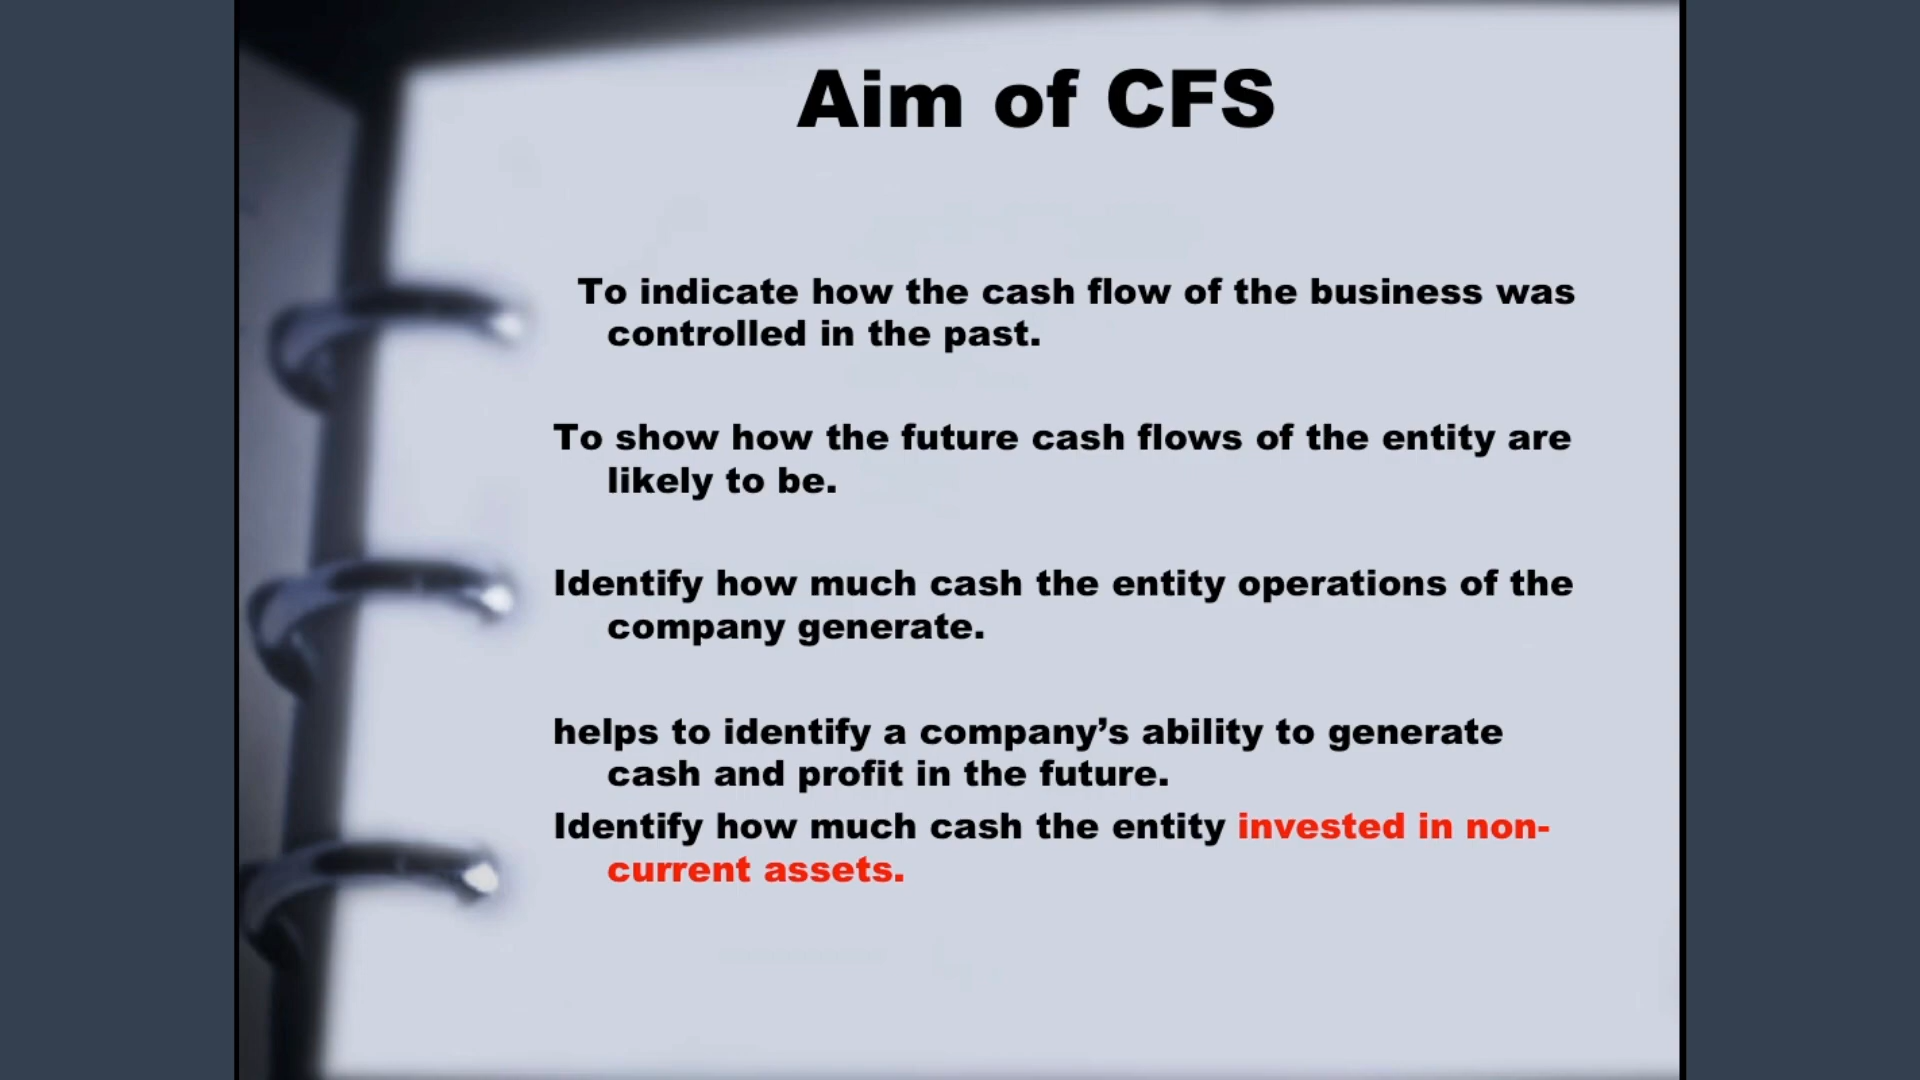 Aim of CFS
To indicate how the cash flow of the business was
controlled in the past.
To show how the future cash flows of the entity are
likely to be.
Identify how much cash the entity operations of the
company generate.
helps to identify a company’s ability to generate
cash and profit in the future.
Identify how much cash the entity invested in non-
current assets.